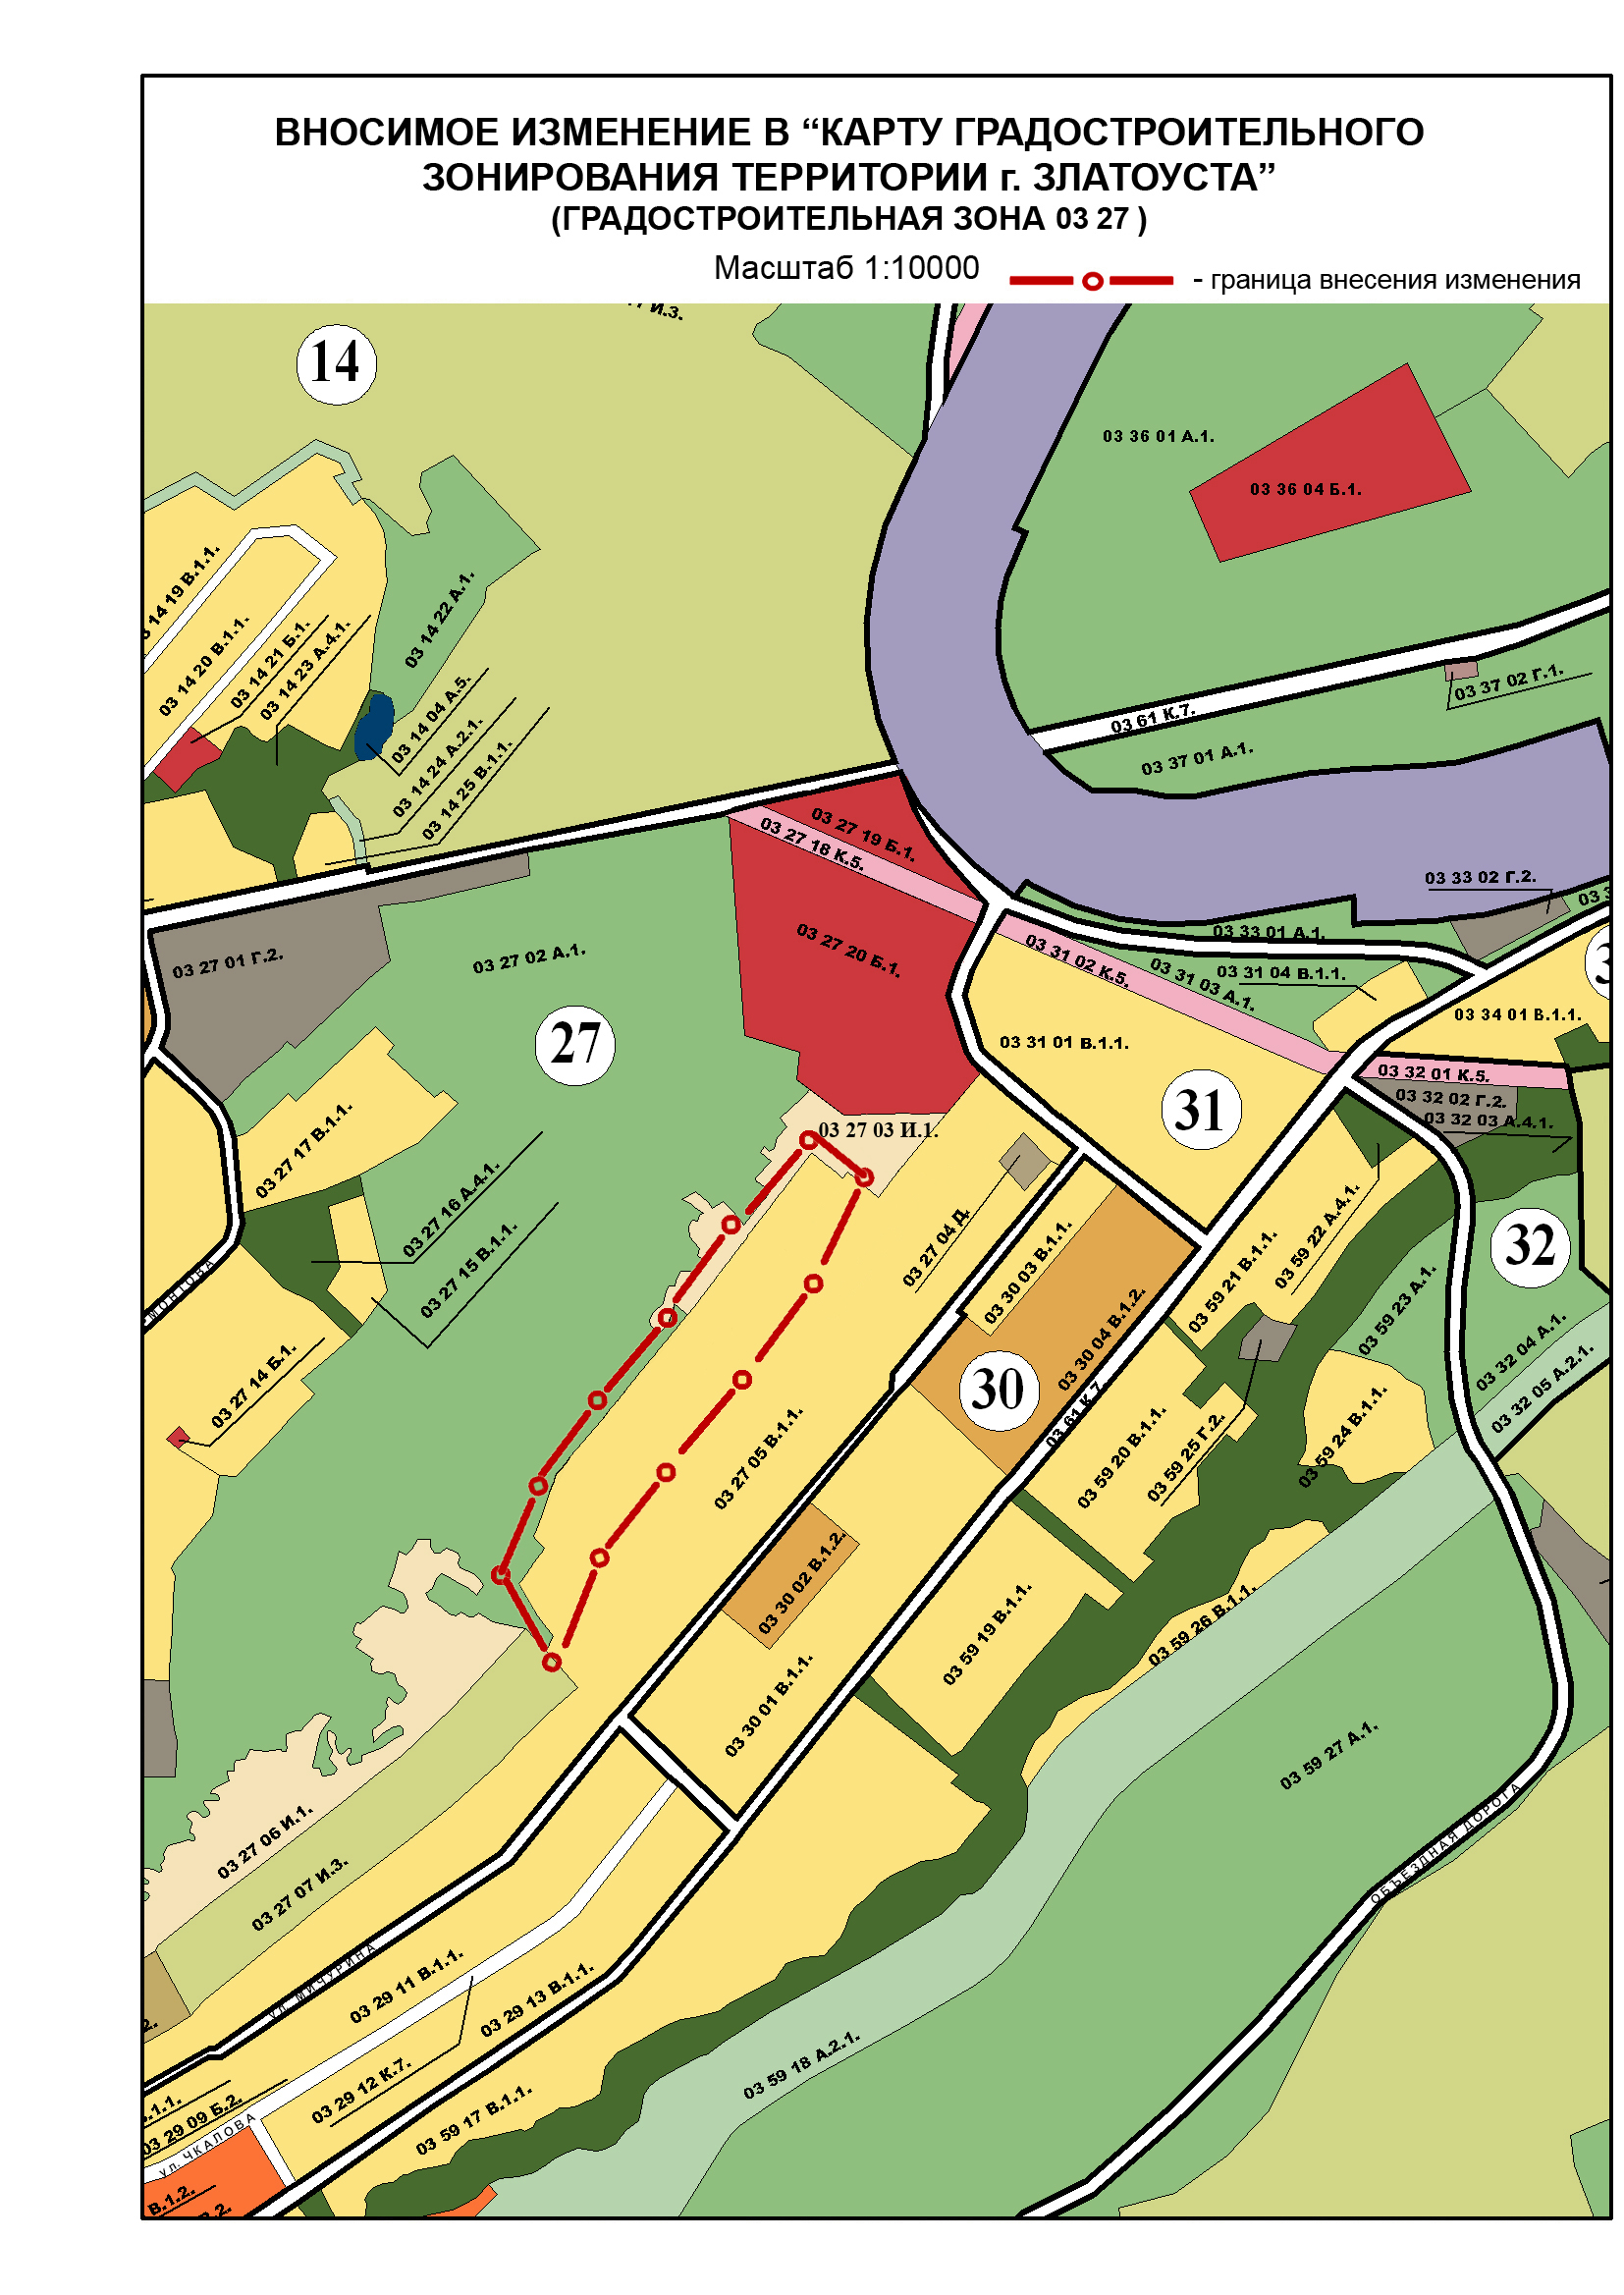 ВНОСИМОЕ ИЗМЕНЕНИЕ В “КАРТУ ГРАДОСТРОИТЕЛЬНОГО
ЗОНИРОВАНИЯ ТЕРРИТОРИИ г. ЗЛАТОУСТА”
(ГРАДОСТРОИТЕЛЬНАЯ ЗОНА 03 27 )
Масштаб 1:10000
- граница внесения изменения
И.3.
14
03 36 01 А.1.
03 36 04 Б.1.
14 19 В.1.1.
03 14 20 В.1.1.
03 14 21 Б.1.
03 14 23 А.4.1.
03 14 22 А.1.
03 14 04 А.5.
03 14 24 А.2.1.
03 14 25 В.1.1.
03 37 02 Г.1.
03 61 К.7.
03 37 01 А.1.
03 27 19 Б.1.
03 27 18 К.5.
03 33 02 Г.2.
03 3
03 27 01 Г.2.
03 27 02 А.1.
03 27 20 Б.1.
03 33 01 А.1.
03 31 02 К.5.
03 31 03 А.1.
03 31 04 В.1.1.
3
03 34 01 В.1.1.
27
03 31 01 В.1.1.
03 32 01 К.5.
03 32 02 Г.2.
03 32 03 А.4.1.
31
03 27 03 И.1.
03 27 17 В.1.1.
03 27 16 А.4.1.
03 27 15 В.1.1.
03 27 04 Д.
03 30 03 В.1.1.
03 59 22 А.4.1.
03 59 21 В.1.1.
32
МОНТОВА
03 30 04 В.1.2.
03 59 23 А.1.
03 32 04 А.1.
03 32 05 А.2.1.
03 27 14 Б.1.
30
03 61 К.7.
03 27 05 В.1.1.
03 59 20 В.1.1.
03 59 25 Г.2.
03 59 24 В.1.1.
03 30 02 В.1.2.
03 59 19 В.1.1.
03 59 26 В.1.1.
03 30 01 В.1.1.
03 59 27 А.1.
03 27 06 И.1.
03 27 07 И.3.
ОБЪЕЗДНАЯ ДОРОГА
ул. МИЧУРИНА
03 29 11 В.1.1.
03 29 13 В.1.1.
2.
03 59 18 А.2.1.
03 29 12 К.7.
.1.1.
03 29 09 Б.2.
03 59 17 В.1.1.
ул. ЧКАЛОВА
В.1.2.
.2.